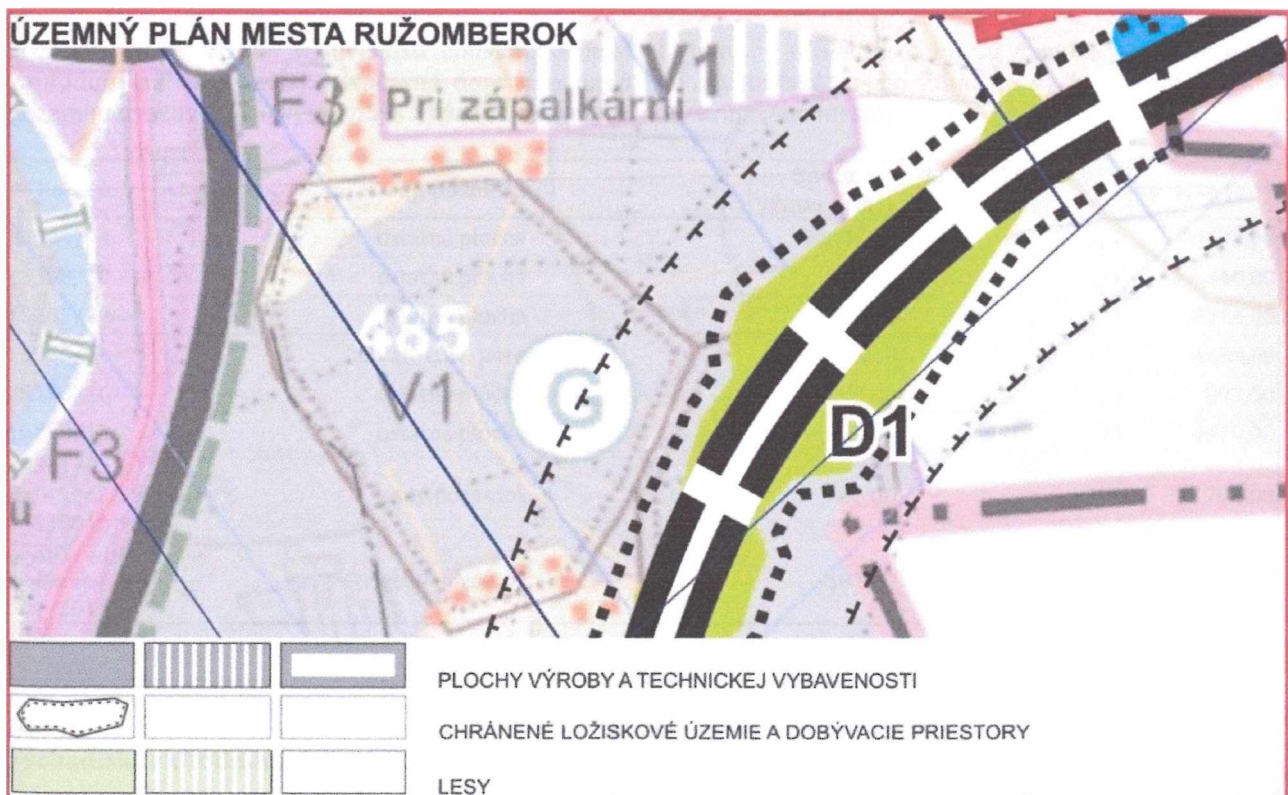 ÚZEMNÝ PLÁN MESTA RUŽOMBEROK
V1
F3
Pri zápalkárni
485
V1
G
D1
F3
u
PLOCHY VÝROBY A TECHNICKEJ VYBAVENOSTI
CHRÁNENÉ LOŽISKOVÉ ÚZEMIE A DOBÝVACIE PRIESTORY
LESY